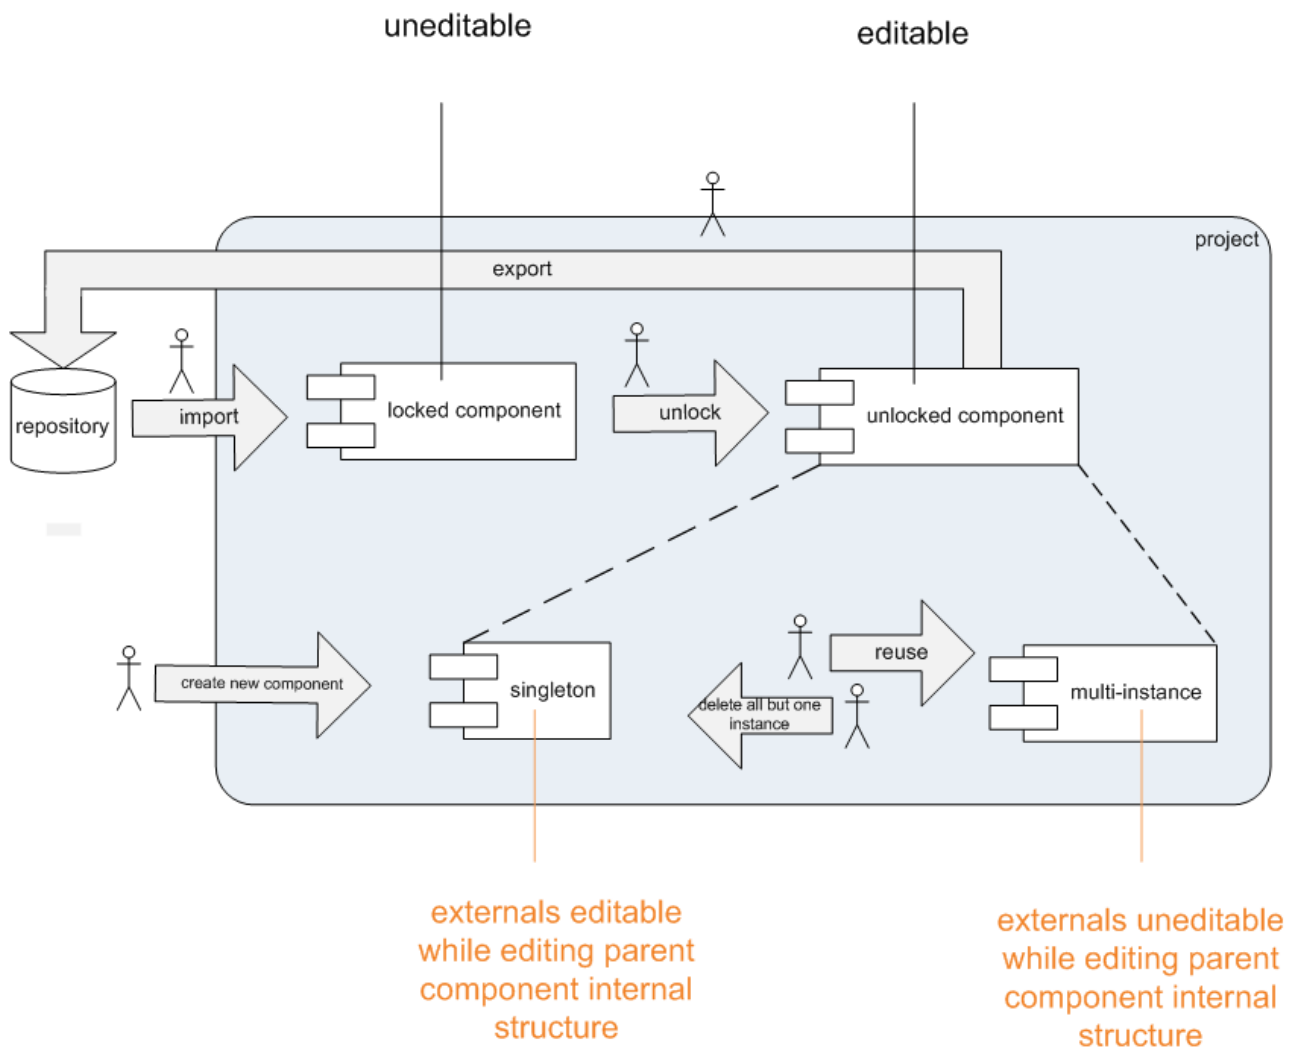 uneditable
editable
project
export
repository
import
locked component
unlock
unlocked component
create new component
singleton
reuse
delete all but one
instance
multi-instance
externals editable
while editing parent
component internal
structure
externals uneditable
while editing parent
component internal
structure